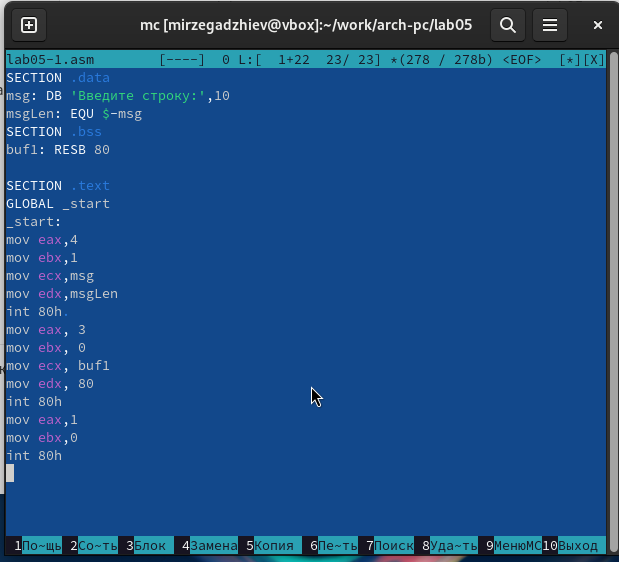 mc [mirzegadzhiev@vbox]:~/work/arch-pc/lab05
lab05-1.asm [----] 0 L:[ 1+22 23/ 23] *(278 / 278b) <EOF> [*][X]
SECTION .data
msg: DB 'Введите строку:',10
msgLen: EQU $-msg
SECTION .bss
buf1: RESB 80
SECTION .text
GLOBAL _start
_start:
mov eax,4
mov ebx,1
mov ecx,msg
mov edx,msgLen
int 80h
mov eax, 3
mov ebx, 0
mov ecx, buf1
mov edx, 80
int 80h
mov eax,1
mov ebx,0
int 80h
1По~щь 2Со~ть 3Блок 4Замена 5Копия 6Пе~ть 7Поиск 8Уда~ть 9МенюMC 10Выход